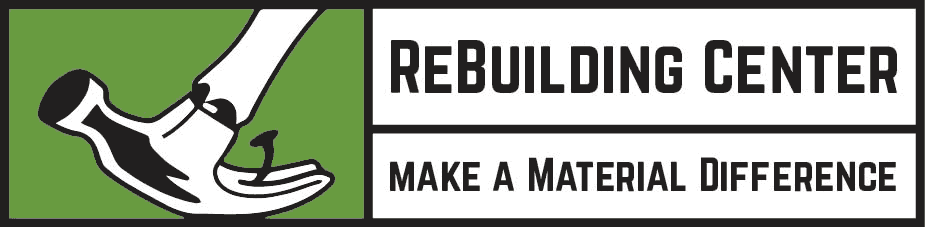 ReBuilding Center
make a Material Difference